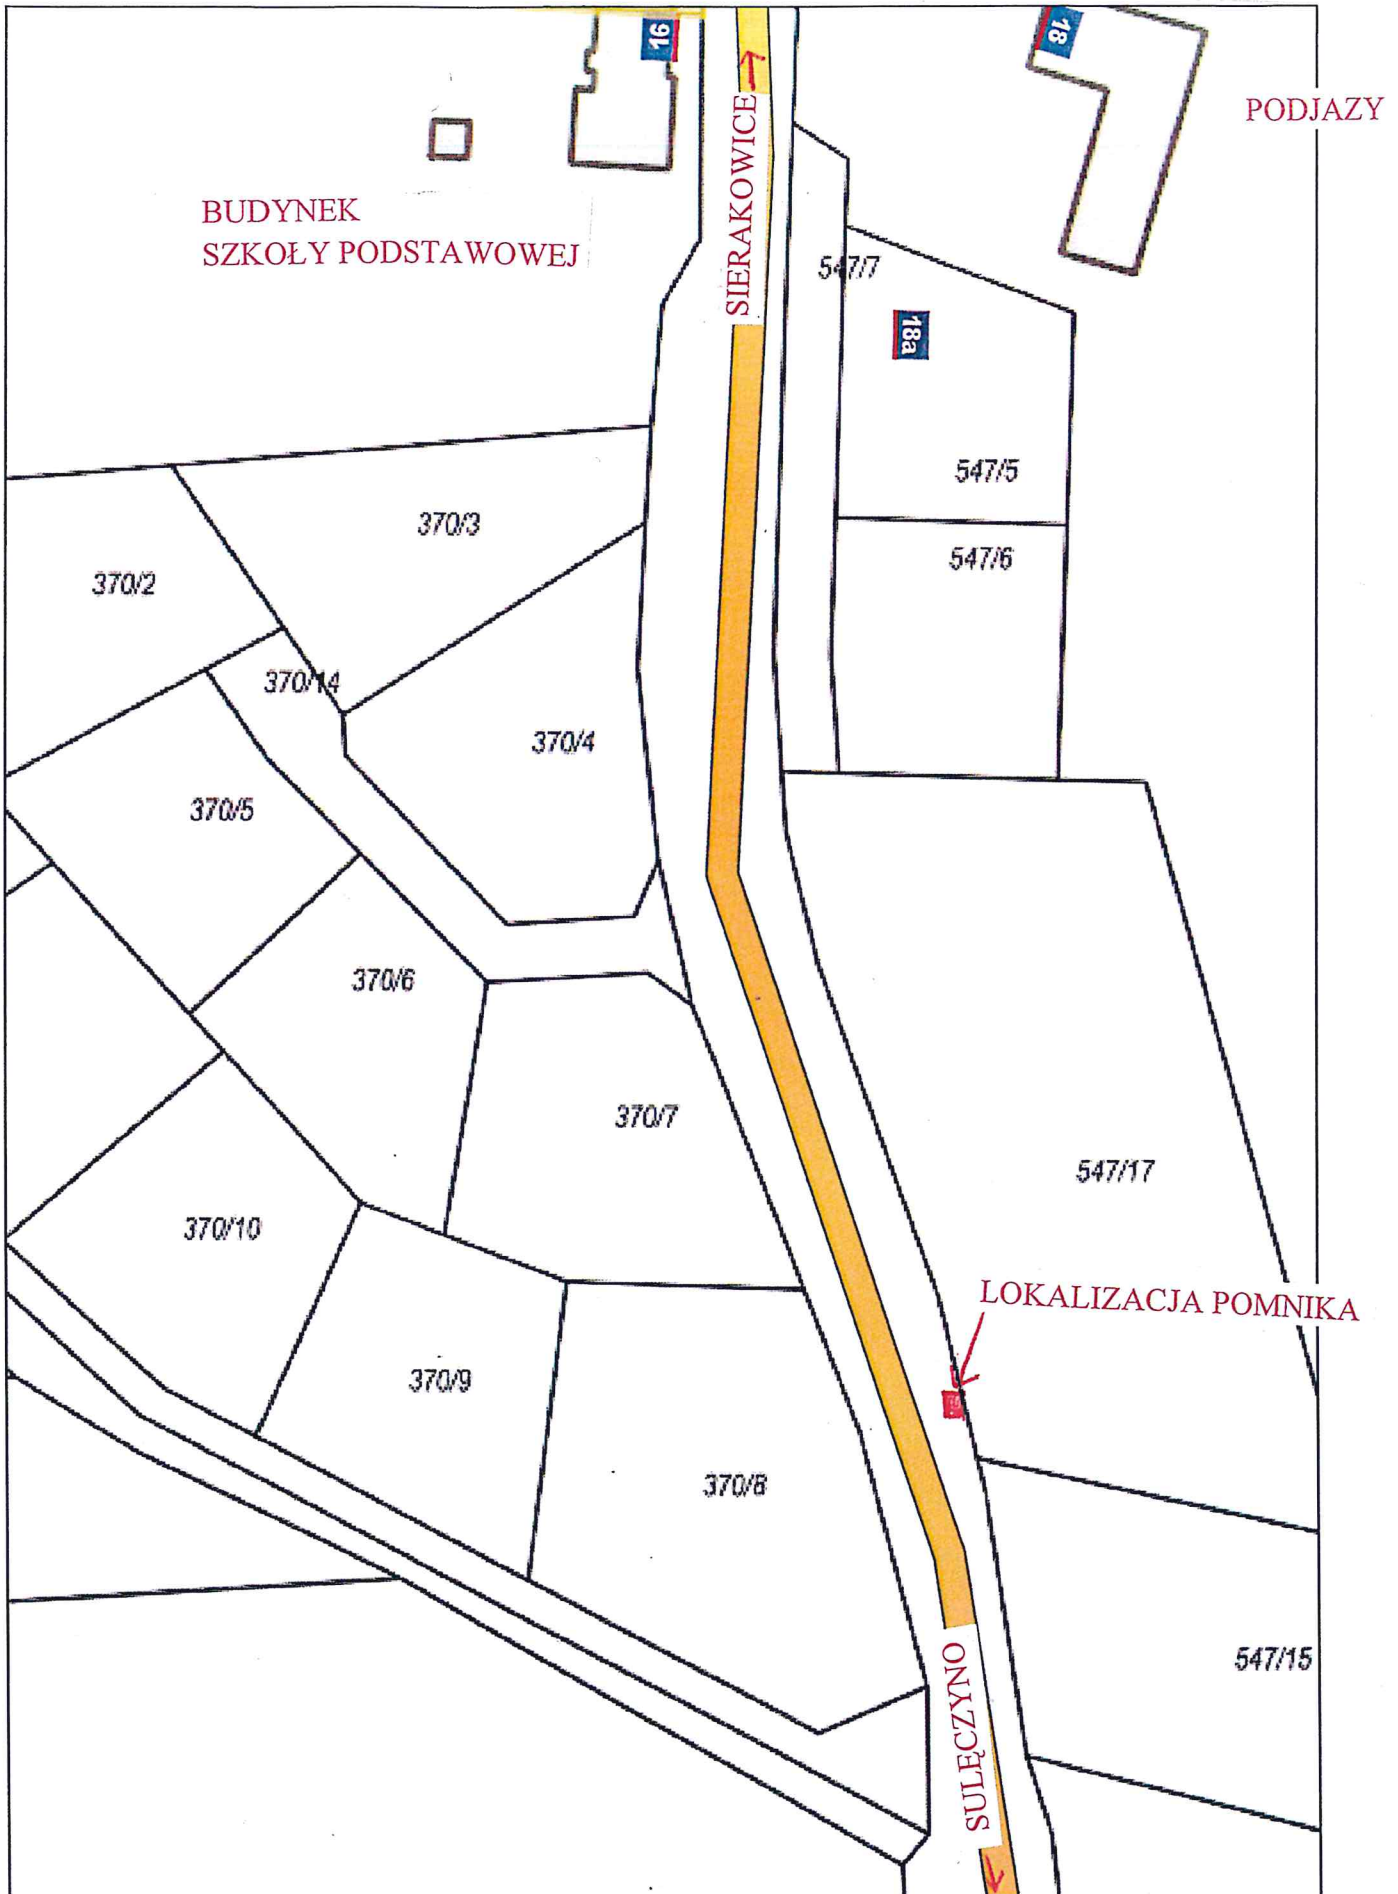 16
18
PODJAZY
SIERAKOWICE
BUDYNEK
SZKOŁY PODSTAWOWEJ
547/7
18a
547/5
370/3
547/6
370/2
370/14
370/4
370/5
370/6
370/7
547/17
370/10
LOKALIZACJA POMNIKA
370/9
370/8
547/15
SULĘCZYNO